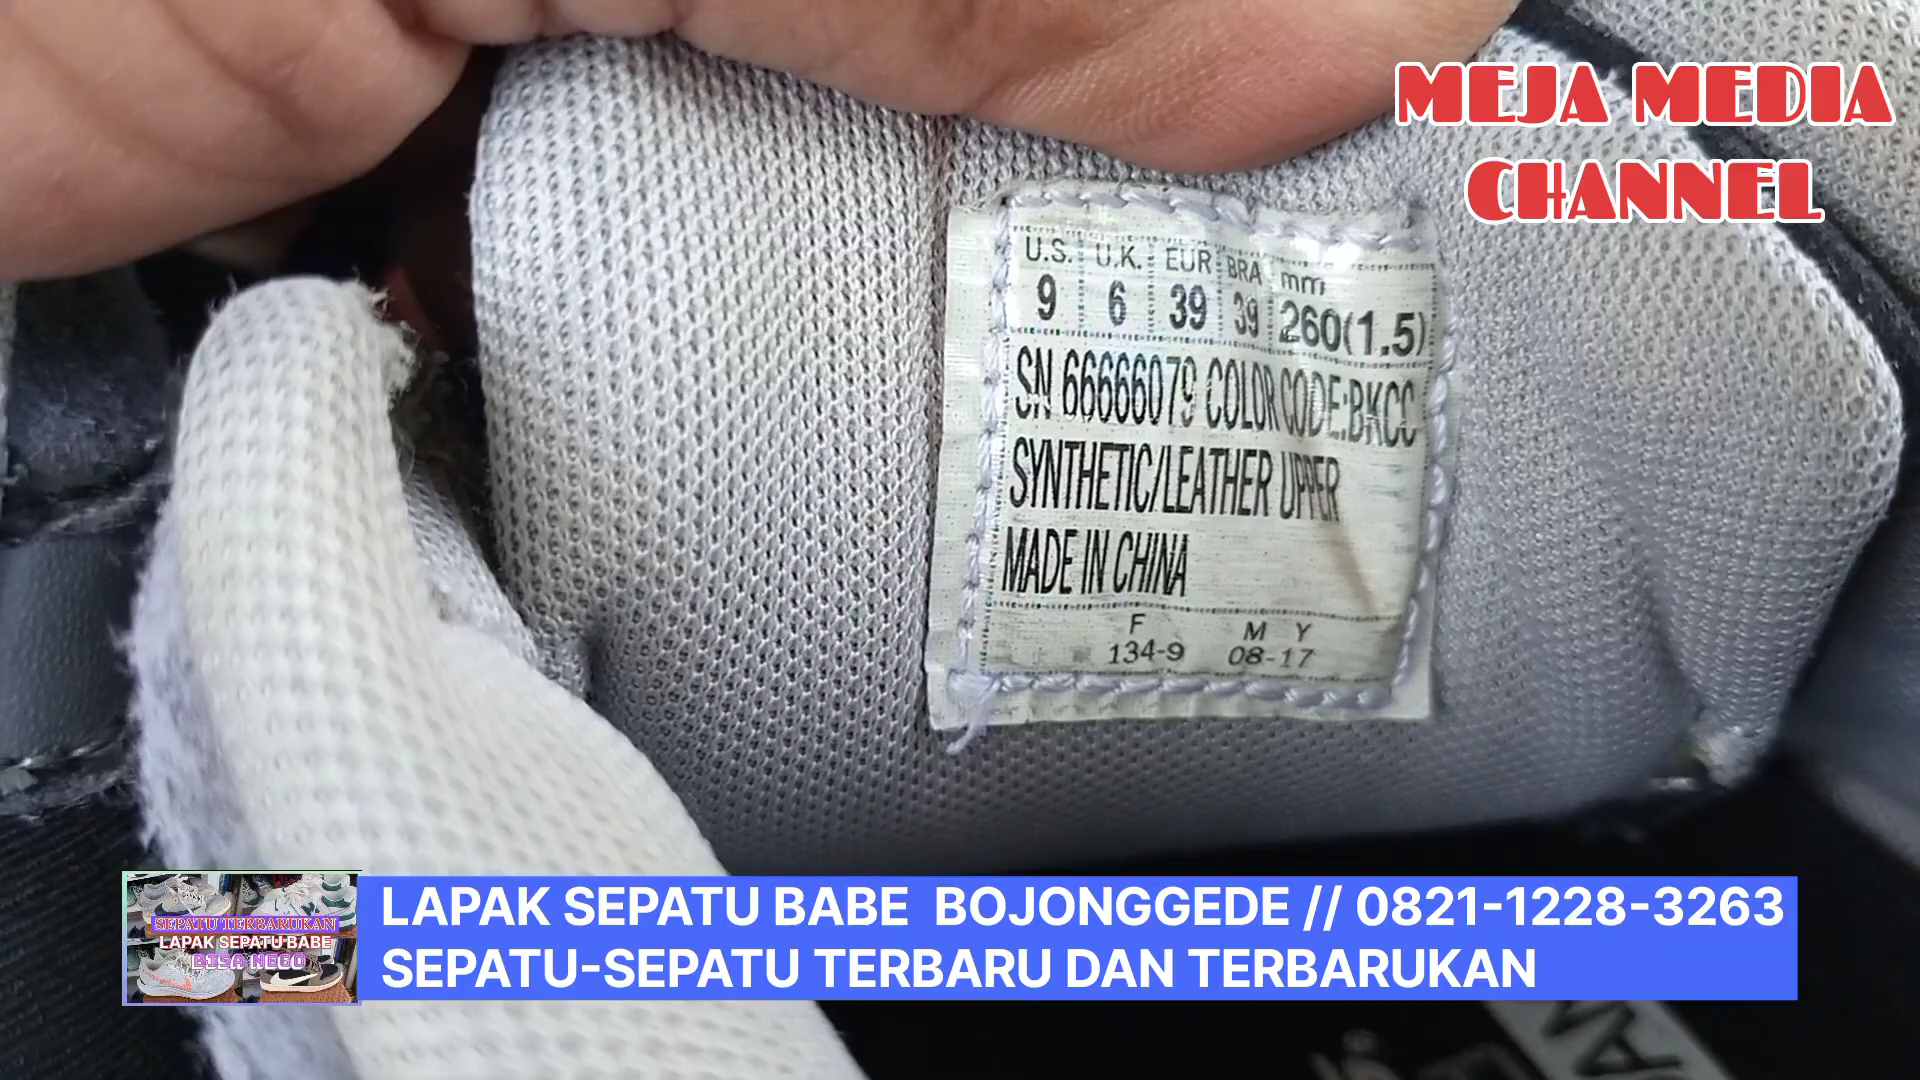 MEJA MEDIA
CHANNEL
U.S. U.K. EUR BRA mm
9 6 39 39 260(1.5)
SN 66666079 COLOR CODE:BKCC
SYNTHETIC/LEATHER UPPER
MADE IN CHINA
F M Y
134-9 08-17
SEPATU TERBARUKAN
LAPAK SEPATU BABE
BISA NEGO
LAPAK SEPATU BABE BOJONGGEDE // 0821-1228-3263
SEPATU-SEPATU TERBARU DAN TERBARUKAN